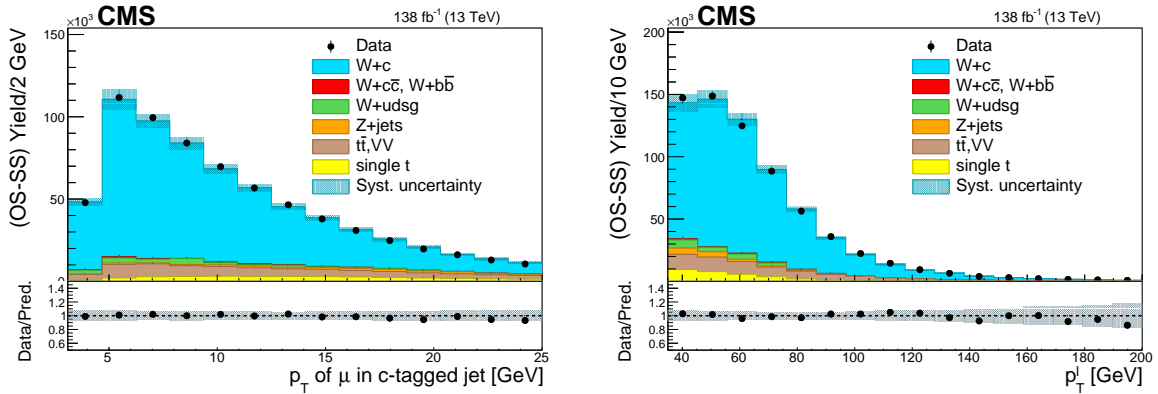 ×10³ CMS 138 fb⁻¹ (13 TeV)
(OS-SS) Yield/2 GeV
150
100
50
0
Data
W+c
W+cc̅, W+bb̅
W+udsg
Z+jets
tt̅,VV
single t
Syst. uncertainty
Data/Pred.
1.4
1.2
1.0
0.8
0.6
5 10 15 20 25
p_T of μ in c-tagged jet [GeV]
×10³ CMS 138 fb⁻¹ (13 TeV)
(OS-SS) Yield/10 GeV
200
150
100
50
Data
W+c
W+cc̅, W+bb̅
W+udsg
Z+jets
tt̅,VV
single t
Syst. uncertainty
Data/Pred.
1.4
1.2
1.0
0.8
0.6
40 60 80 100 120 140 160 180 200
p_T^l [GeV]